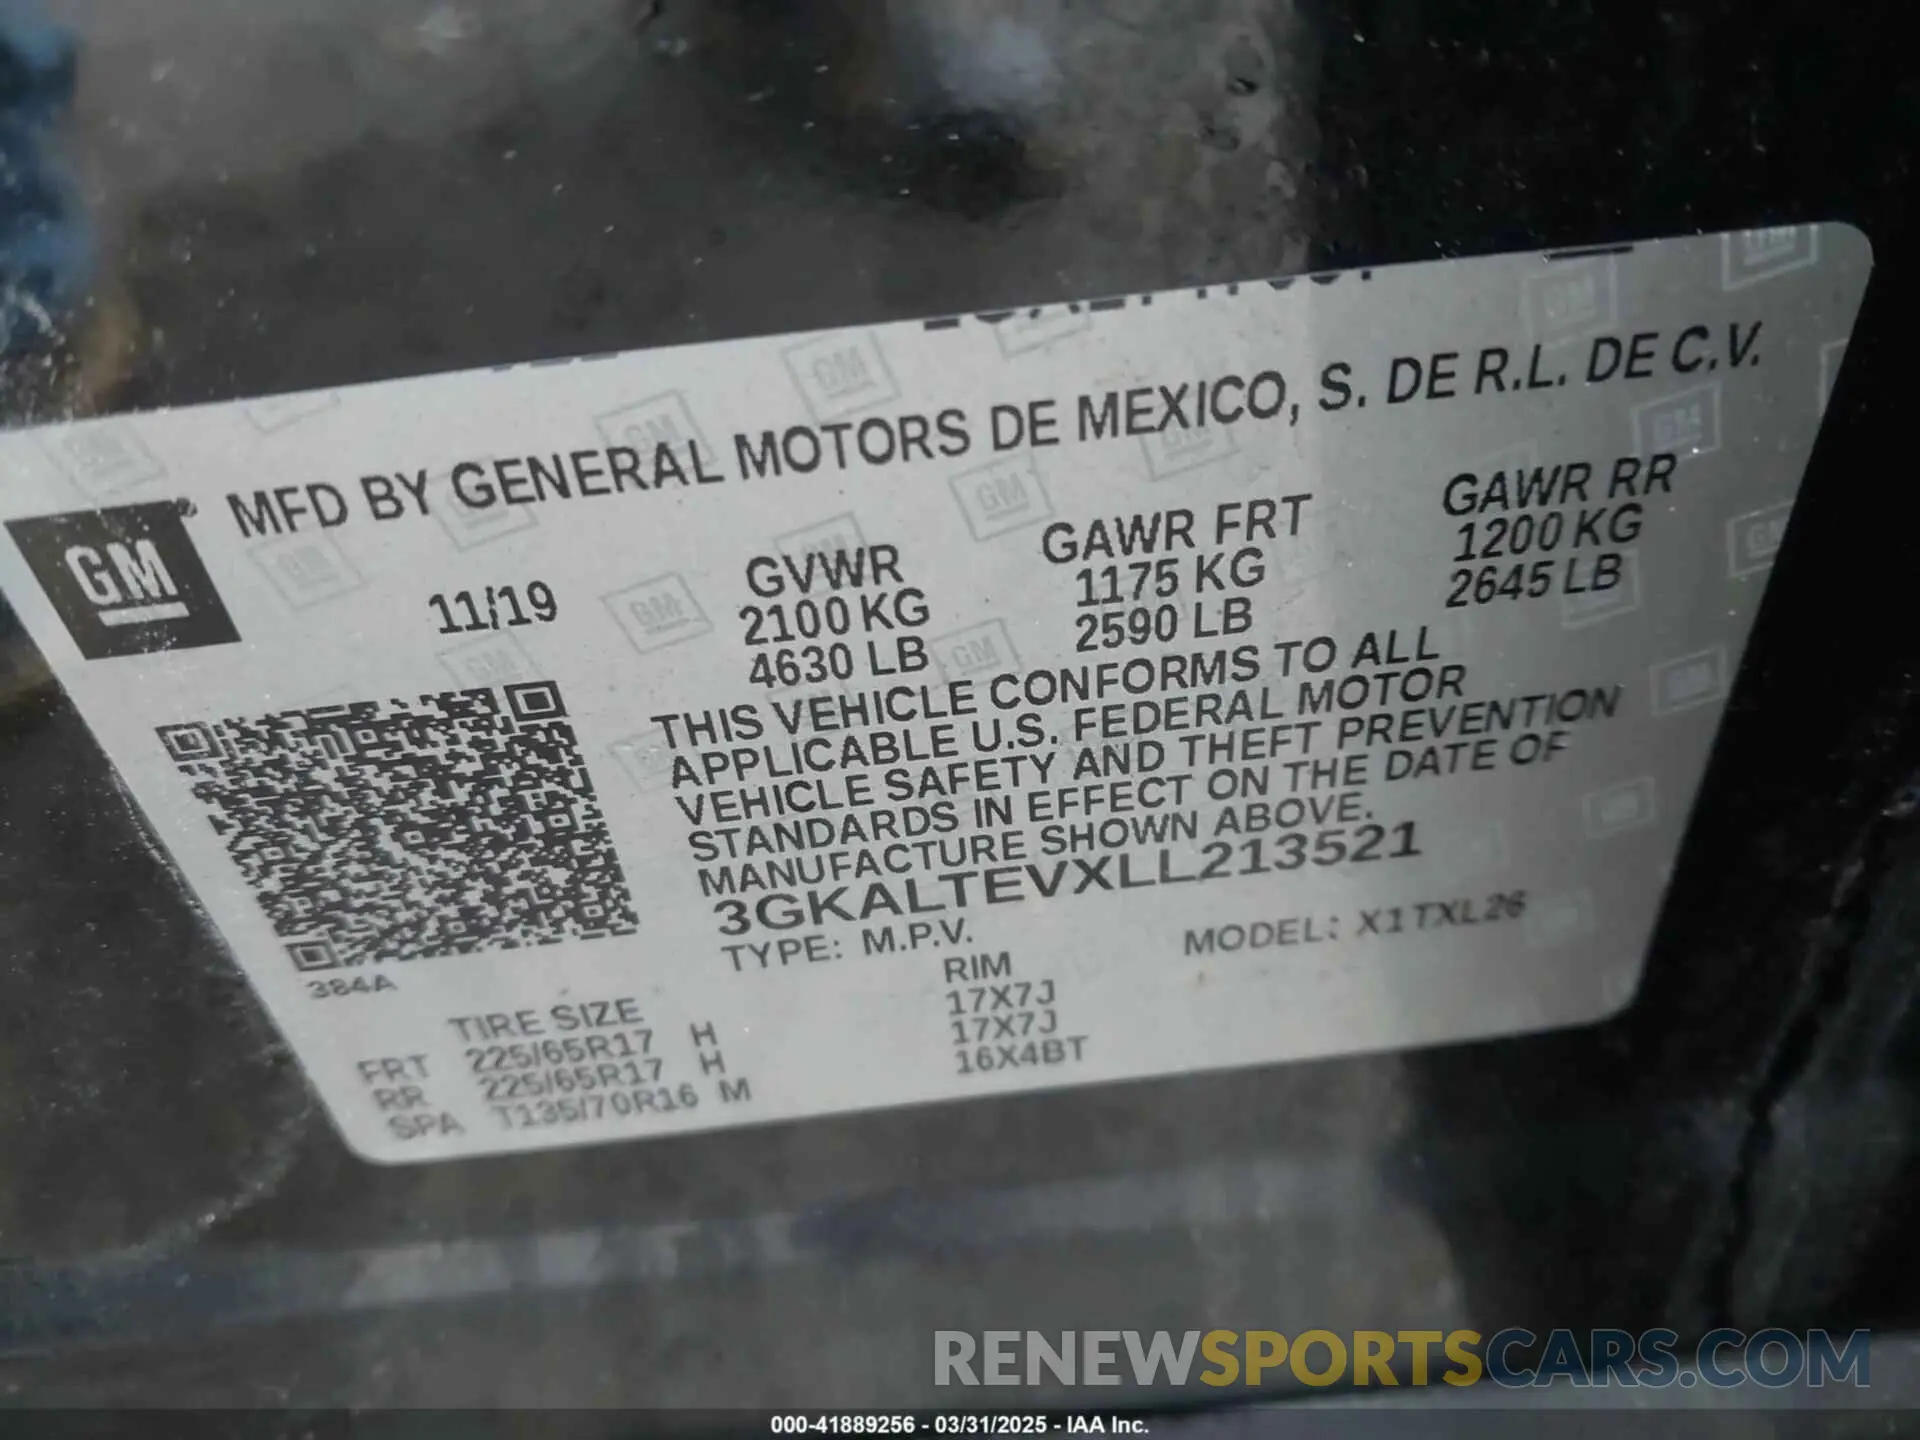 MFD BY GENERAL MOTORS DE MEXICO, S. DE R.L. DE C.V.
GM ®
11/19
GVWR
2100 KG
4630 LB
GAWR FRT
1175 KG
2590 LB
GAWR RR
1200 KG
2645 LB
THIS VEHICLE CONFORMS TO ALL
APPLICABLE U.S. FEDERAL MOTOR
VEHICLE SAFETY AND THEFT PREVENTION
STANDARDS IN EFFECT ON THE DATE OF
MANUFACTURE SHOWN ABOVE.
3GKALTEVXLL213521
TYPE: M.P.V.
MODEL: X1TXL26
384A
TIRE SIZE RIM
FRT 225/65R17 H 17X7J
RR 225/65R17 H 17X7J
SPA T135/70R16 M 16X4BT
RENEWSPORTSCARS.COM
000-41889256 - 03/31/2025 - IAA Inc.